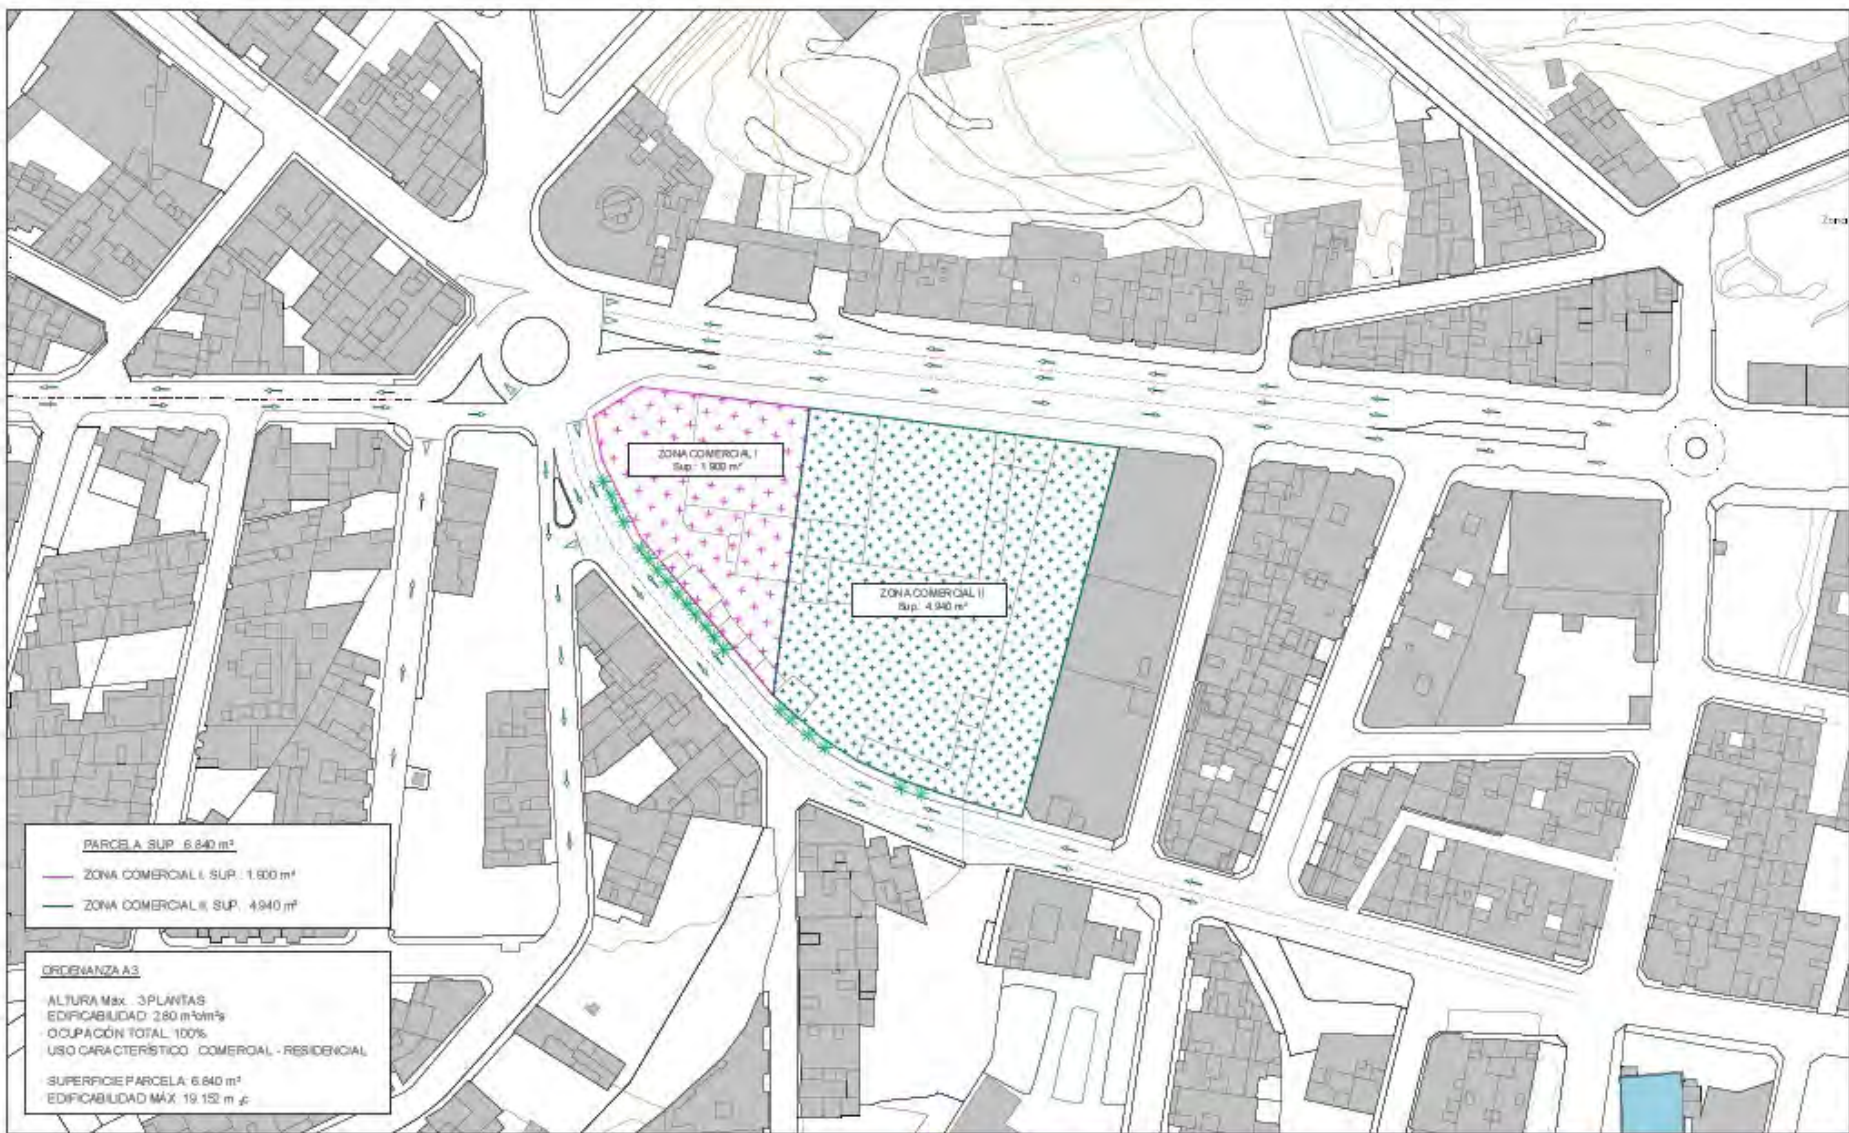 Zona
ZONA COMERCIAL I
Sup.: 1.900 m²
ZONA COMERCIAL II
Sup.: 4.940 m²
PARCELA SUP. 6.840 m²
ZONA COMERCIAL I. SUP.: 1.900 m²
ZONA COMERCIAL II. SUP. 4.940 m²
ORDENANZA A3
ALTURA Máx. : 3 PLANTAS
EDIFICABILIDAD: 2.80 m²c/m²s
OCUPACIÓN TOTAL: 100%
USO CARACTERÍSTICO: COMERCIAL - RESIDENCIAL
SUPERFICIE PARCELA: 6.840 m²
EDIFICABILIDAD MÁX: 19.152 m²c